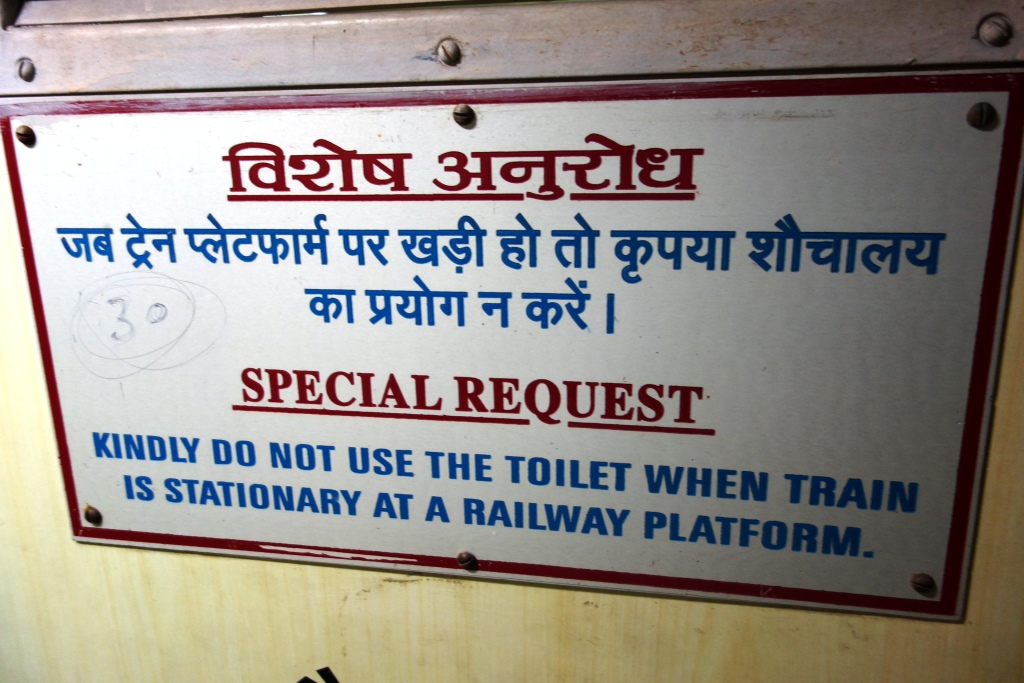 विशेष अनुरोध
जब ट्रेन प्लेटफार्म पर खड़ी हो तो कृपया शौचालय
का प्रयोग न करें।
30
SPECIAL REQUEST
KINDLY DO NOT USE THE TOILET WHEN TRAIN
IS STATIONARY AT A RAILWAY PLATFORM.